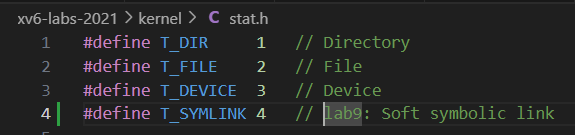 xv6-labs-2021 > kernel > C stat.h
1 #define T_DIR 1 // Directory
2 #define T_FILE 2 // File
3 #define T_DEVICE 3 // Device
4 #define T_SYMLINK 4 // lab9: Soft symbolic link